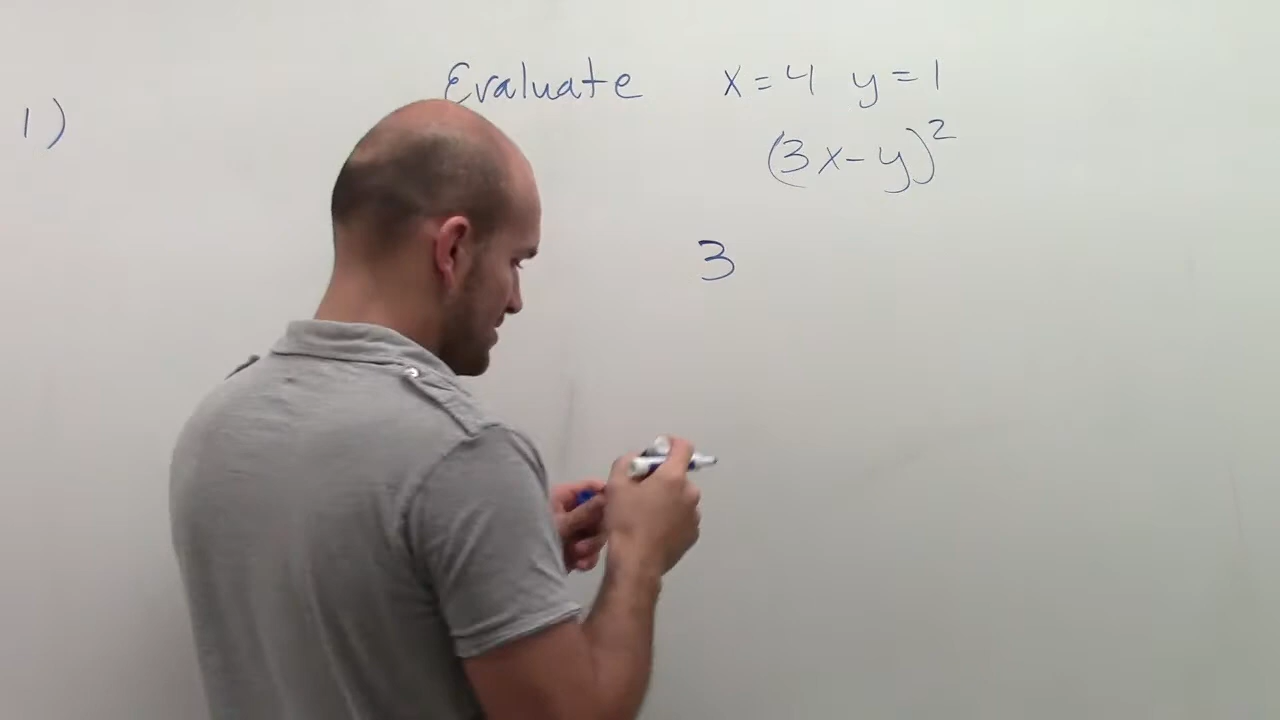 Evaluate x=4 y=1
1)
(3x-y)²
3